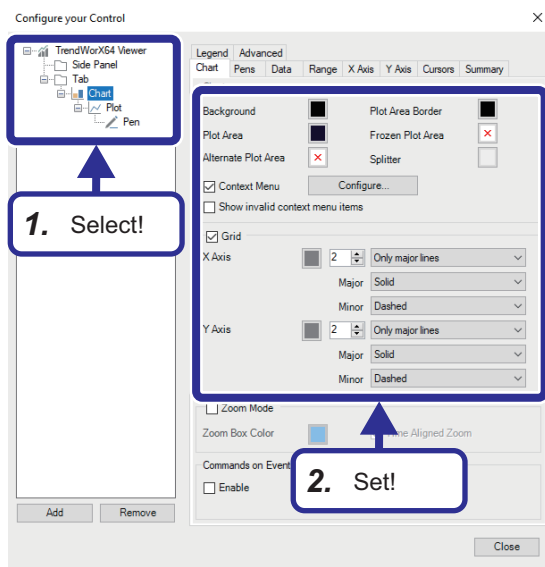 Configure your Control
TrendWorX64 Viewer
Side Panel
Tab
Chart
Plot
Pen
1. Select!
Add Remove
Legend Advanced
Chart Pens Data Range X Axis Y Axis Cursors Summary
Background Plot Area Border
Plot Area Frozen Plot Area
Alternate Plot Area Splitter
Context Menu Configure...
Show invalid context menu items
Grid
X Axis 2 Only major lines
Major Solid
Minor Dashed
Y Axis 2 Only major lines
Major Solid
Minor Dashed
Zoom Mode
Zoom Box Color Aligned Zoom
Commands on Event
Enable
2. Set!
Close